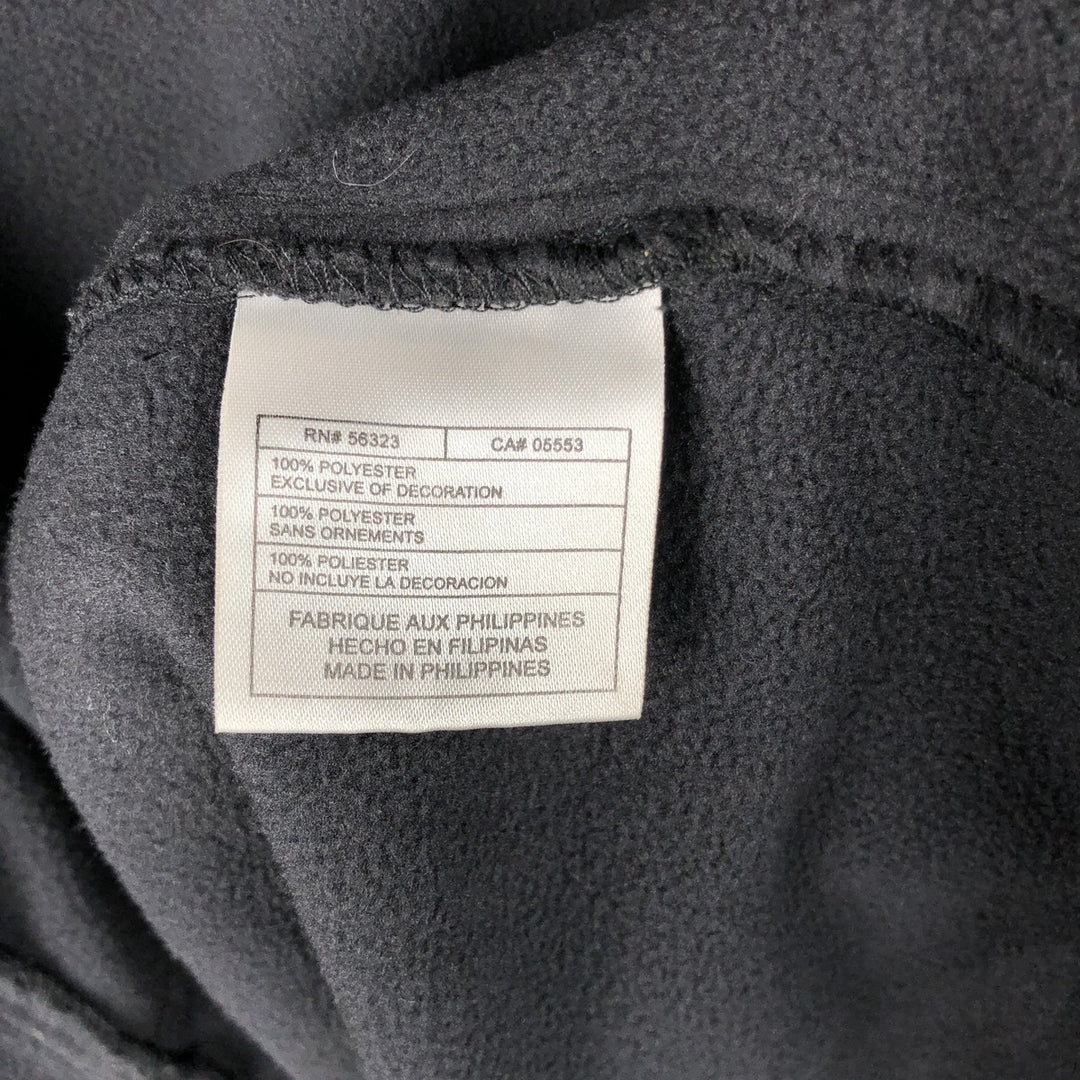 RN# 56323 CA# 05553
100% POLYESTER
EXCLUSIVE OF DECORATION
100% POLYESTER
SANS ORNEMENTS
100% POLIESTER
NO INCLUYE LA DECORACION
FABRIQUE AUX PHILIPPINES
HECHO EN FILIPINAS
MADE IN PHILIPPINES